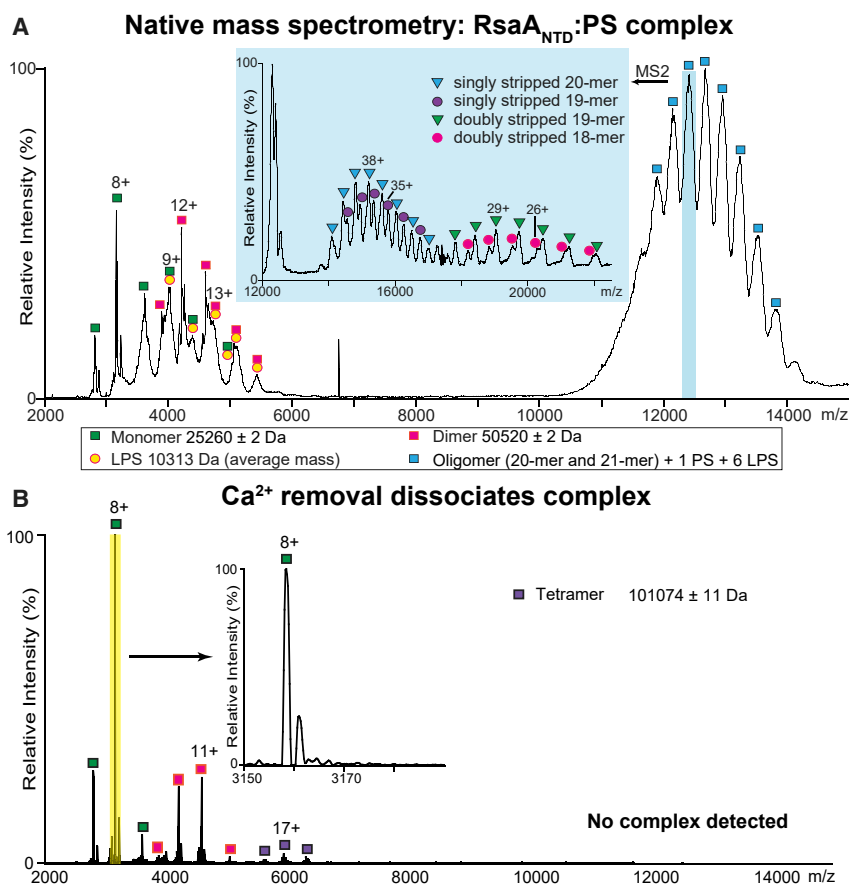 A
Native mass spectrometry: RsaA_NTD:PS complex
Relative Intensity (%)
100
0
8+
9+
12+
13+
MS2
Relative Intensity (%)
100
0
singly stripped 20-mer
singly stripped 19-mer
doubly stripped 19-mer
doubly stripped 18-mer
38+
35+
29+
26+
12000 16000 20000 m/z
2000 4000 6000 8000 10000 12000 14000 m/z
Monomer 25260 ± 2 Da Dimer 50520 ± 2 Da
LPS 10313 Da (average mass) Oligomer (20-mer and 21-mer) + 1 PS + 6 LPS
B
Ca²⁺ removal dissociates complex
Relative Intensity (%)
100
0
8+
11+
17+
Relative Intensity (%)
100
0
8+
3150 3170
Tetramer 101074 ± 11 Da
No complex detected
2000 4000 6000 8000 10000 12000 14000 m/z